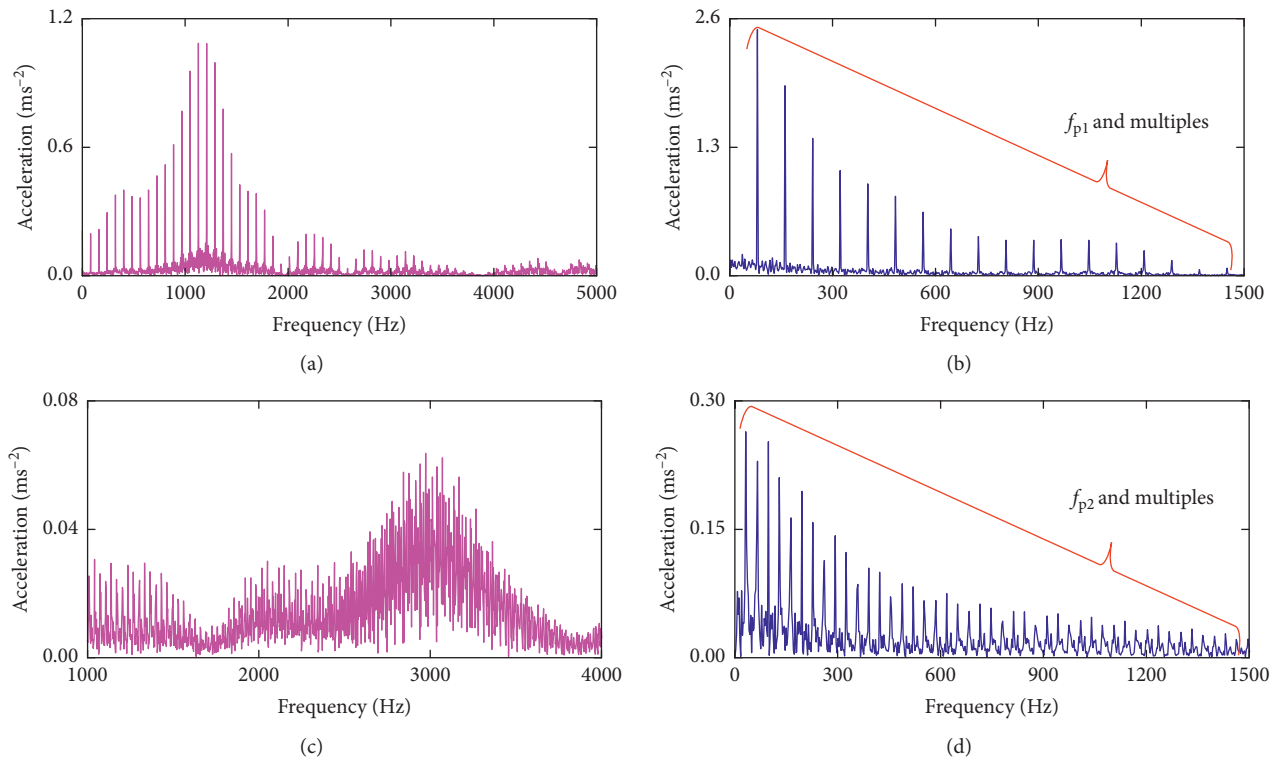 1.2
0.6
0.0
Acceleration (ms⁻²)
0 1000 2000 3000 4000 5000
Frequency (Hz)
(a)
2.6
1.3
0.0
Acceleration (ms⁻²)
fp1 and multiples
0 300 600 900 1200 1500
Frequency (Hz)
(b)
0.08
0.04
0.00
Acceleration (ms⁻²)
1000 2000 3000 4000
Frequency (Hz)
(c)
0.30
0.15
0.00
Acceleration (ms⁻²)
fp2 and multiples
0 300 600 900 1200 1500
Frequency (Hz)
(d)